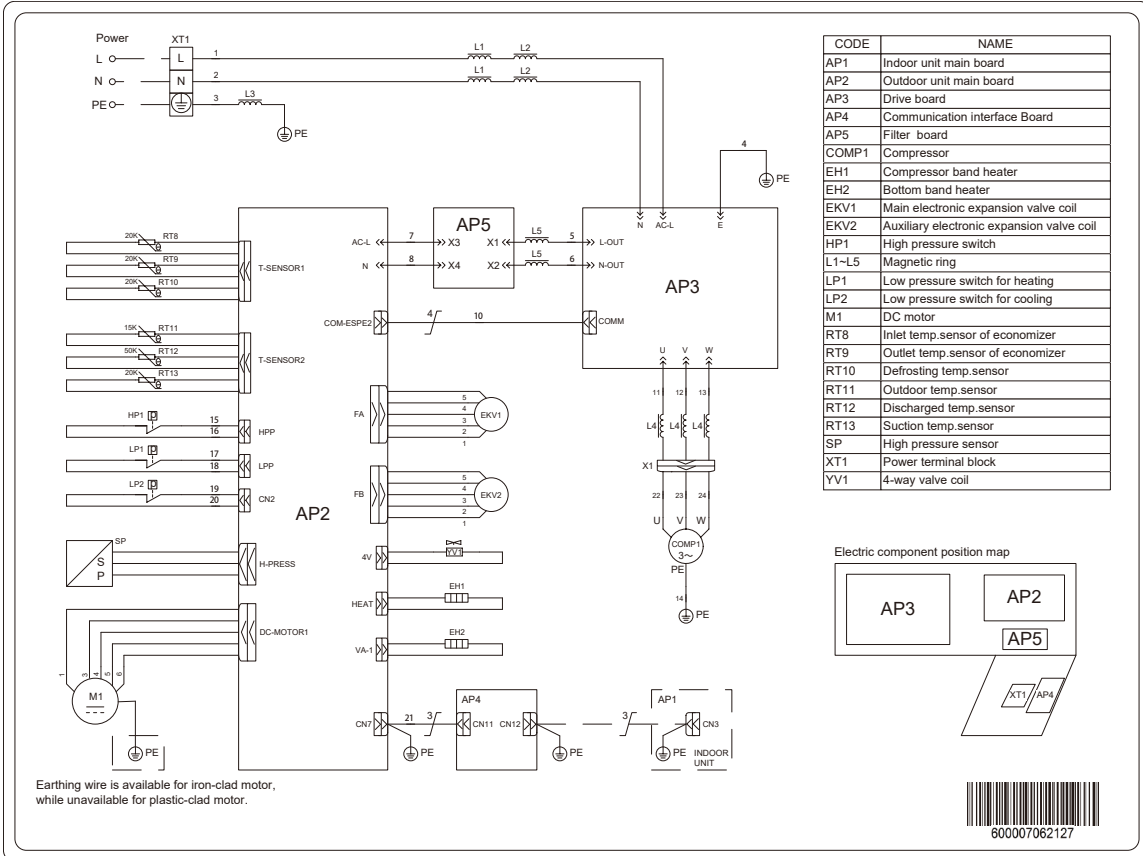 Power
XT1
L
L
1
L1
L2
N
N
2
L1
L2
PE
3
L3
PE
4
PE
N
AC-L
E
AP3
L-OUT
N-OUT
COMM
U
V
W
AP5
X3
X1
X4
X2
L5
5
L5
6
AC-L
7
N
8
COM-ESPE2
4
10
20K
RT8
20K
RT9
20K
RT10
T-SENSOR1
15K
RT11
50K
RT12
20K
RT13
T-SENSOR2
HP1
P
15
16
HPP
LP1
P
17
18
LPP
LP2
P
19
20
CN2
AP2
SP
S
P
H-PRESS
DC-MOTOR1
1
3
4
5
6
M1
PE
FA
5
4
3
2
1
EKV1
FB
5
4
3
2
1
EKV2
4V
YV1
HEAT
EH1
VA-1
EH2
CN7
21
3
PE
AP4
CN11
CN12
PE
3
AP1
CN3
PE
INDOOR
UNIT
11
12
13
L4
L4
L4
X1
22
23
24
U
V
W
COMP1
3~
PE
14
PE
Earthing wire is available for iron-clad motor,
while unavailable for plastic-clad motor.
CODE NAME
AP1 Indoor unit main board
AP2 Outdoor unit main board
AP3 Drive board
AP4 Communication interface Board
AP5 Filter board
COMP1 Compressor
EH1 Compressor band heater
EH2 Bottom band heater
EKV1 Main electronic expansion valve coil
EKV2 Auxiliary electronic expansion valve coil
HP1 High pressure switch
L1~L5 Magnetic ring
LP1 Low pressure switch for heating
LP2 Low pressure switch for cooling
M1 DC motor
RT8 Inlet temp.sensor of economizer
RT9 Outlet temp.sensor of economizer
RT10 Defrosting temp.sensor
RT11 Outdoor temp.sensor
RT12 Discharged temp.sensor
RT13 Suction temp.sensor
SP High pressure sensor
XT1 Power terminal block
YV1 4-way valve coil
Electric component position map
AP3
AP2
AP5
XT1
AP4
600007062127